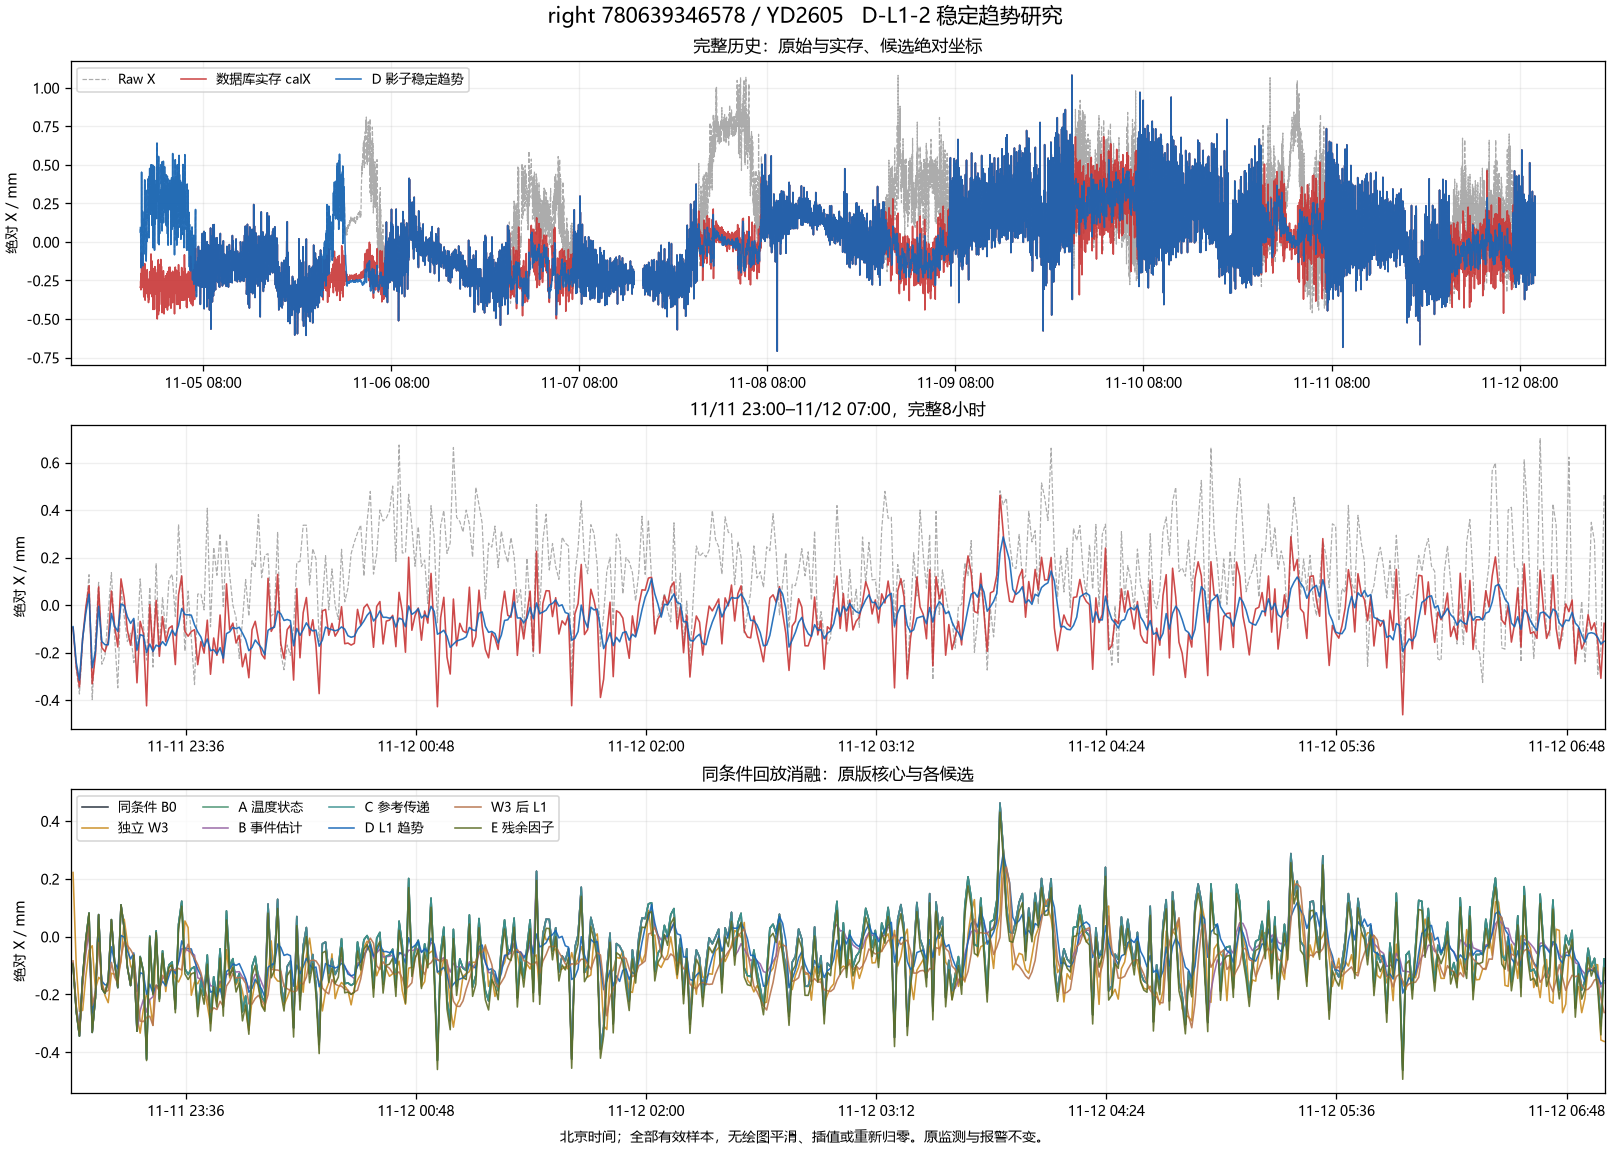 right 780639346578 / YD2605   D-L1-2 稳定趋势研究
完整历史：原始与实存、候选绝对坐标
Raw X
数据库实存 calX
D 影子稳定趋势
绝对 X / mm
1.00
0.75
0.50
0.25
0.00
-0.25
-0.50
-0.75
11-05 08:00
11-06 08:00
11-07 08:00
11-08 08:00
11-09 08:00
11-10 08:00
11-11 08:00
11-12 08:00
11/11 23:00–11/12 07:00，完整8小时
绝对 X / mm
0.6
0.4
0.2
0.0
-0.2
-0.4
11-11 23:36
11-12 00:48
11-12 02:00
11-12 03:12
11-12 04:24
11-12 05:36
11-12 06:48
同条件回放消融：原版核心与各候选
同条件 B0
独立 W3
A 温度状态
B 事件估计
C 参考传递
D L1 趋势
W3 后 L1
E 残余因子
绝对 X / mm
0.4
0.2
0.0
-0.2
-0.4
11-11 23:36
11-12 00:48
11-12 02:00
11-12 03:12
11-12 04:24
11-12 05:36
11-12 06:48
北京时间；全部有效样本，无绘图平滑、插值或重新归零。原监测与报警不变。